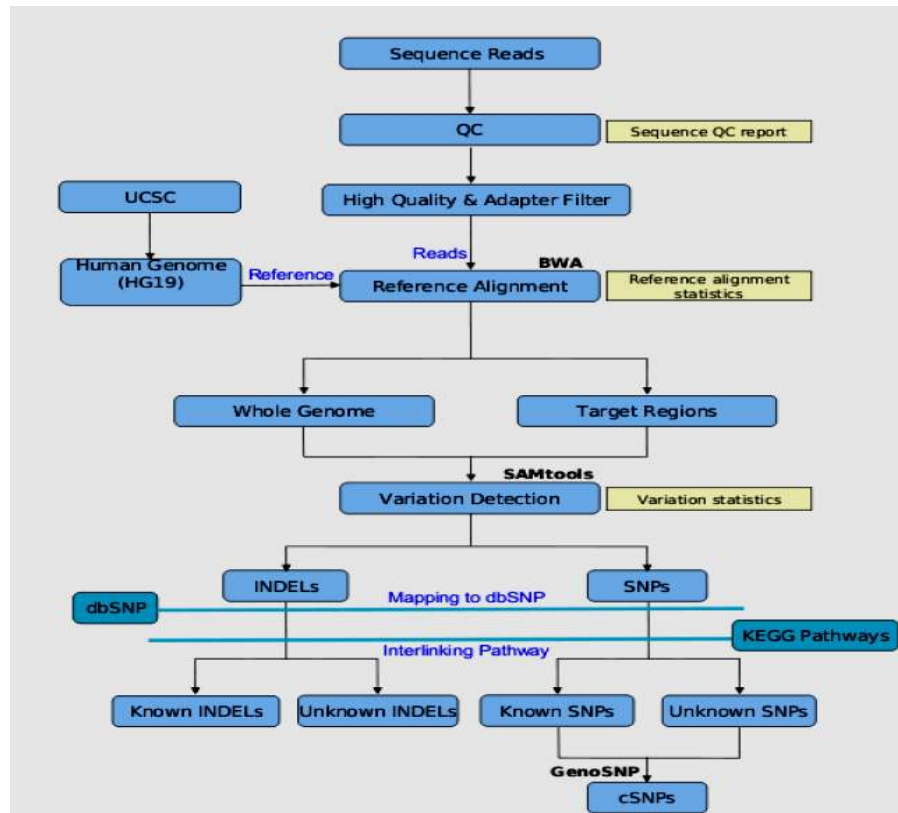 Sequence Reads
QC
Sequence QC report
High Quality & Adapter Filter
UCSC
Reads
BWA
Human Genome
(HG19)
Reference
Reference Alignment
Reference alignment
statistics
Whole Genome
Target Regions
SAMtools
Variation Detection
Variation statistics
INDELs
SNPs
dbSNP
Mapping to dbSNP
KEGG Pathways
Interlinking Pathway
Known INDELs
Unknown INDELs
Known SNPs
Unknown SNPs
GenoSNP
cSNPs